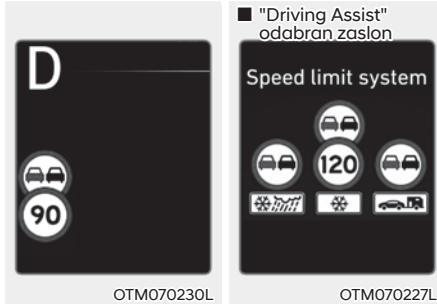 D
90
OTM070230L
■ "Driving Assist"
odabran zaslon
Speed limit system
120
OTM070227L